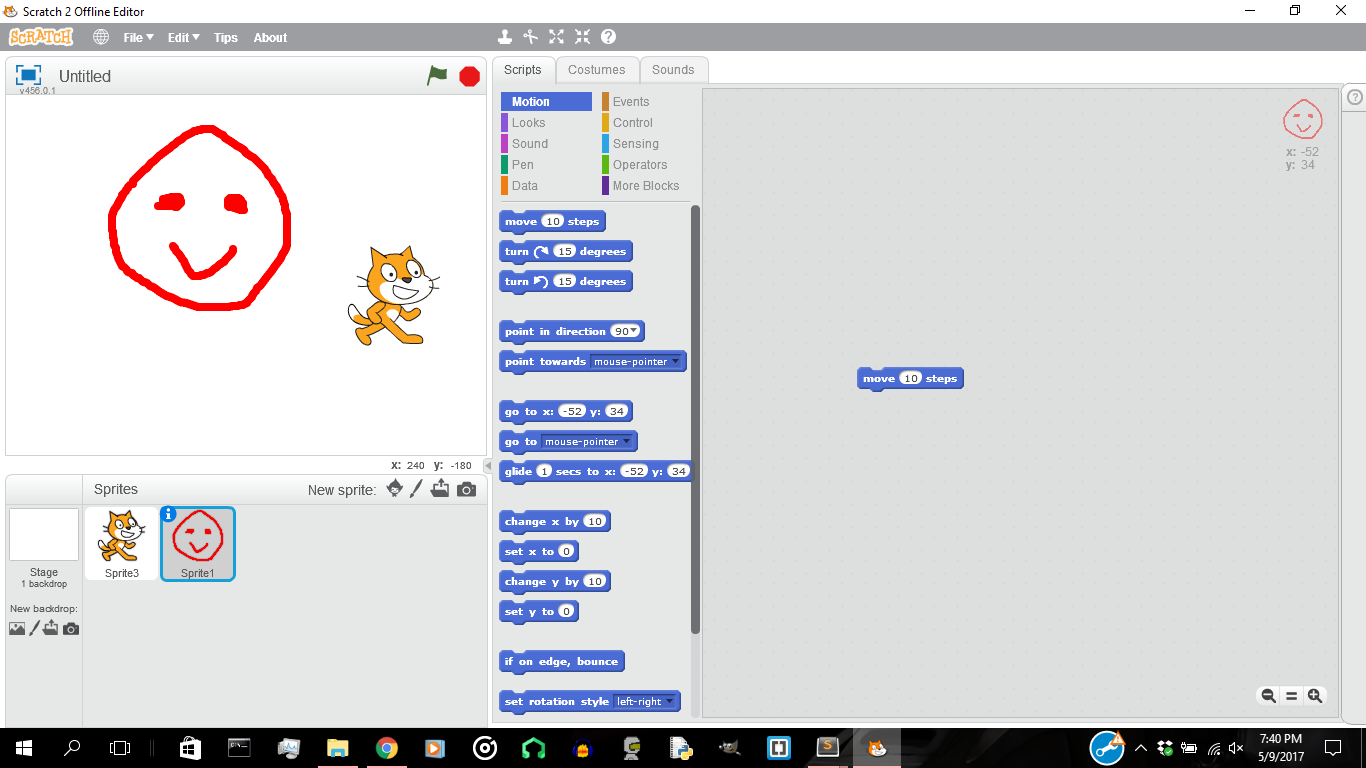 Scratch 2 Offline Editor
SCRATCH File Edit Tips About
Untitled
v456.0.1
Scripts Costumes Sounds
Motion Events
Looks Control
Sound Sensing
Pen Operators
Data More Blocks
move 10 steps
turn 15 degrees
turn 15 degrees
point in direction 90
point towards mouse-pointer
go to x: -52 y: 34
go to mouse-pointer
glide 1 secs to x: -52 y: 34
change x by 10
set x to 0
change y by 10
set y to 0
if on edge, bounce
set rotation style left-right
x: -52
y: 34
move 10 steps
x: 240 y: -180
Sprites New sprite:
Stage
1 backdrop
New backdrop:
Sprite3
Sprite1
7:40 PM
5/9/2017